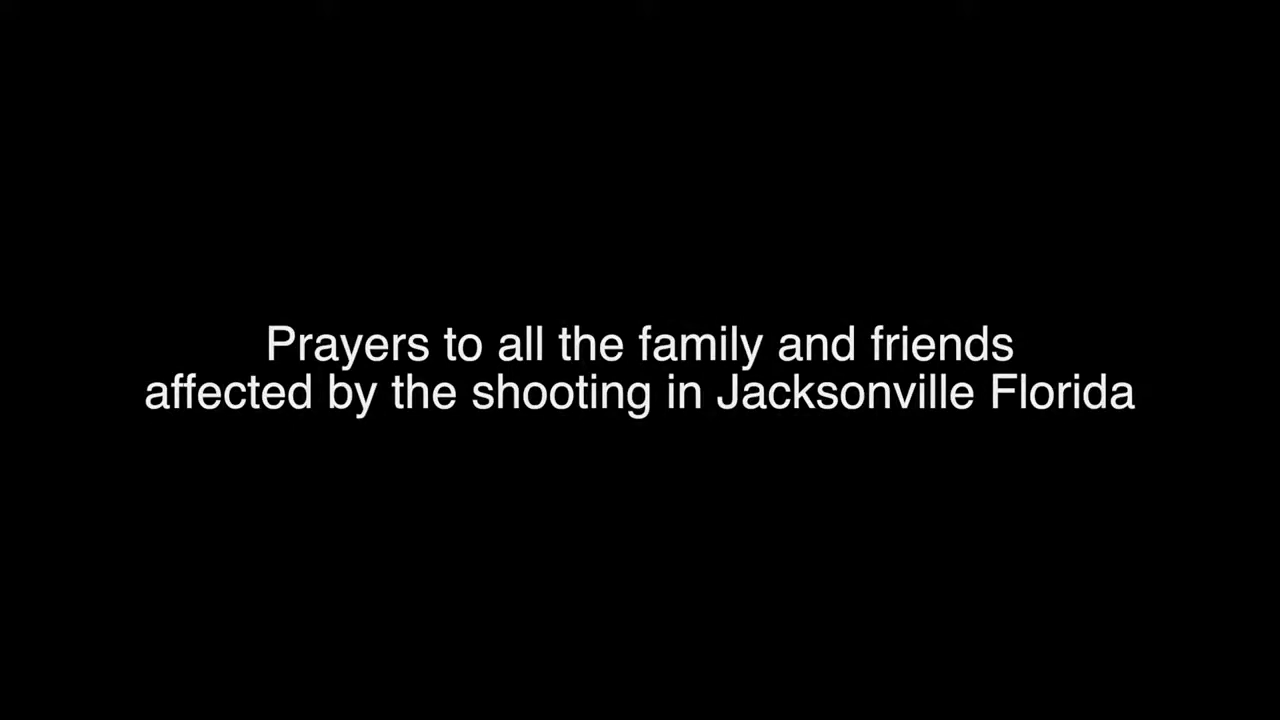 Prayers to all the family and friends
affected by the shooting in Jacksonville Florida